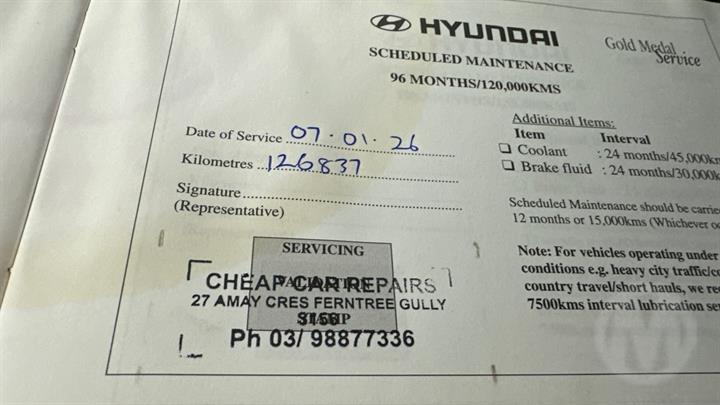 HYUNDAI
Gold Medal
Service
SCHEDULED MAINTENANCE
96 MONTHS/120,000KMS
Date of Service 07.01.26
Kilometres 126837
Signature
(Representative)
Additional Items:
Item Interval
Coolant : 24 months/45,000km
Brake fluid : 24 months/30,000k
Scheduled Maintenance should be carrie
12 months or 15,000kms (Whichever oc
Note: For vehicles operating under
conditions e.g. heavy city traffic/co
country travel/short hauls, we re
7500kms interval lubrication se
SERVICING
CHEAP CAR REPAIRS
27 AMAY CRES FERNTREE GULLY
3156
STAMP
Ph 03/ 98877336